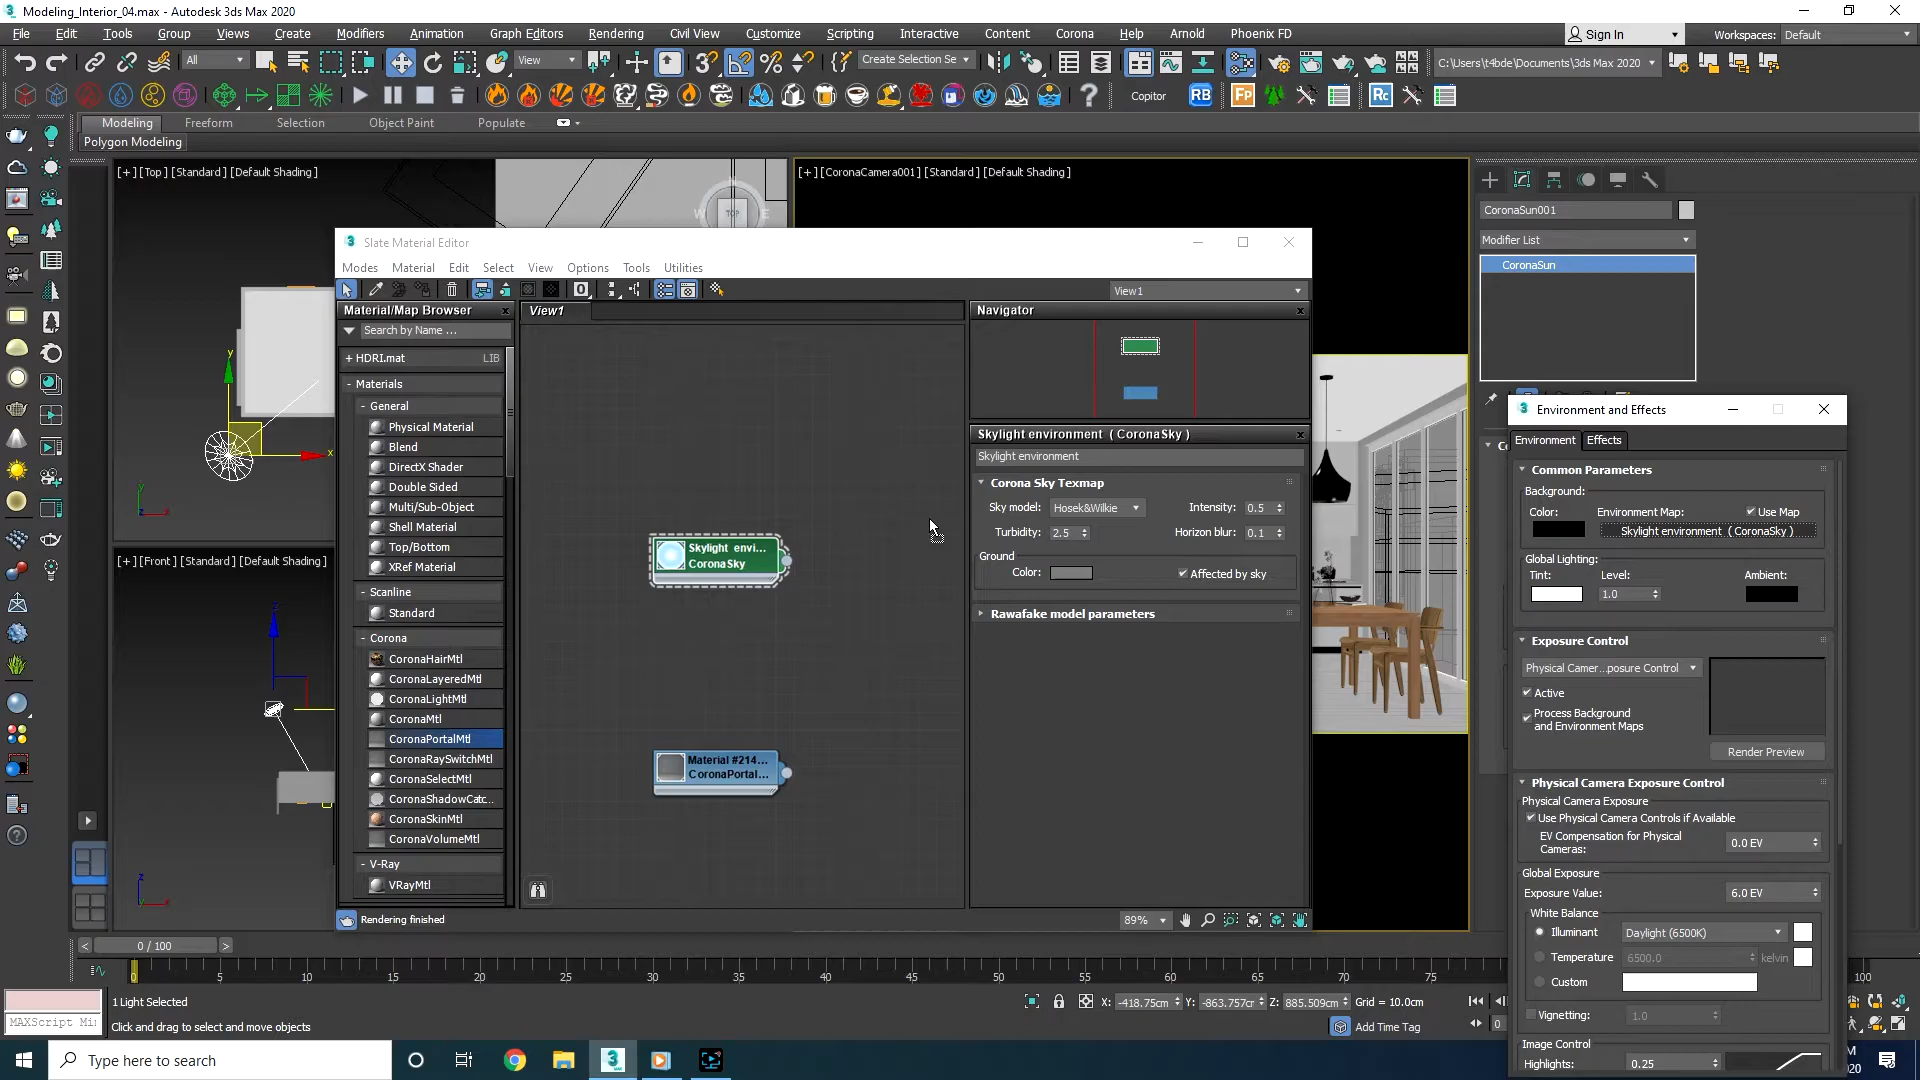 Modeling_Interior_04.max - Autodesk 3ds Max 2020
File Edit Tools Group Views Create Modifiers Animation Graph Editors Rendering Civil View Customize Scripting Interactive Content Corona Help Arnold Phoenix FD
Sign In
Workspaces: Default
All
View
Create Selection Se
C:\Users\t4bde\Documents\3ds Max 2020
Copitor
RB
Fp
Rc
Modeling Freeform Selection Object Paint Populate
Polygon Modeling
[+] [Top] [Standard] [Default Shading]
[+] [CoronaCamera001] [Standard] [Default Shading]
TOP
CoronaSun001
Modifier List
CoronaSun
Slate Material Editor
Modes Material Edit Select View Options Tools Utilities
View1
Material/Map Browser
View1
Navigator
Search by Name ...
+ HDRI.mat LIB
- Materials
- General
Physical Material
Blend
DirectX Shader
Double Sided
Multi/Sub-Object
Shell Material
Top/Bottom
XRef Material
- Scanline
Standard
- Corona
CoronaHairMtl
CoronaLayeredMtl
CoronaLightMtl
CoronaMtl
CoronaPortalMtl
CoronaRaySwitchMtl
CoronaSelectMtl
CoronaShadowCatc...
CoronaSkinMtl
CoronaVolumeMtl
- V-Ray
VRayMtl
Skylight envi...
CoronaSky
Material #214...
CoronaPortal...
Skylight environment ( CoronaSky )
Skylight environment
Corona Sky Texmap
Sky model: Hosek&Wilkie Intensity: 0.5
Turbidity: 2.5 Horizon blur: 0.1
Ground
Color: Affected by sky
Rawafake model parameters
Rendering finished
89%
[+] [Front] [Standard] [Default Shading]
Environment and Effects
Environment Effects
Common Parameters
Background:
Color: Environment Map: Use Map
Skylight environment ( CoronaSky )
Global Lighting:
Tint: Level: Ambient:
1.0
Exposure Control
Physical Camer...posure Control
Active
Process Background
and Environment Maps
Render Preview
Physical Camera Exposure Control
Physical Camera Exposure
Use Physical Camera Controls if Available
EV Compensation for Physical
Cameras: 0.0 EV
Global Exposure
Exposure Value: 6.0 EV
White Balance
Illuminant Daylight (6500K)
Temperature 6500.0 kelvin
Custom
Vignetting: 1.0
Image Control
Highlights: 0.25
0 / 100
0 5 10 15 20 25 30 35 40 45 50 55 60 65 70 75 100
1 Light Selected
X: -418.75cm Y: -863.757cr Z: 885.509cm Grid = 10.0cm
MAXScript Mi
Click and drag to select and move objects
Add Time Tag
0
Type here to search